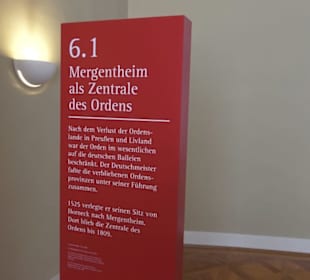 6.1
Mergentheim
als Zentrale
des Ordens
Nach dem Verlust der Ordens-
lande in Preußen und Livland
war der Orden im wesentlichen
auf die deutschen Balleien
beschränkt. Der Deutschmeister
faßte die verbliebenen Ordens-
provinzen unter seiner Führung
zusammen.
1525 verlegte er seinen Sitz von
Horneck nach Mergentheim.
Dort blieb die Zentrale des
Ordens bis 1809.